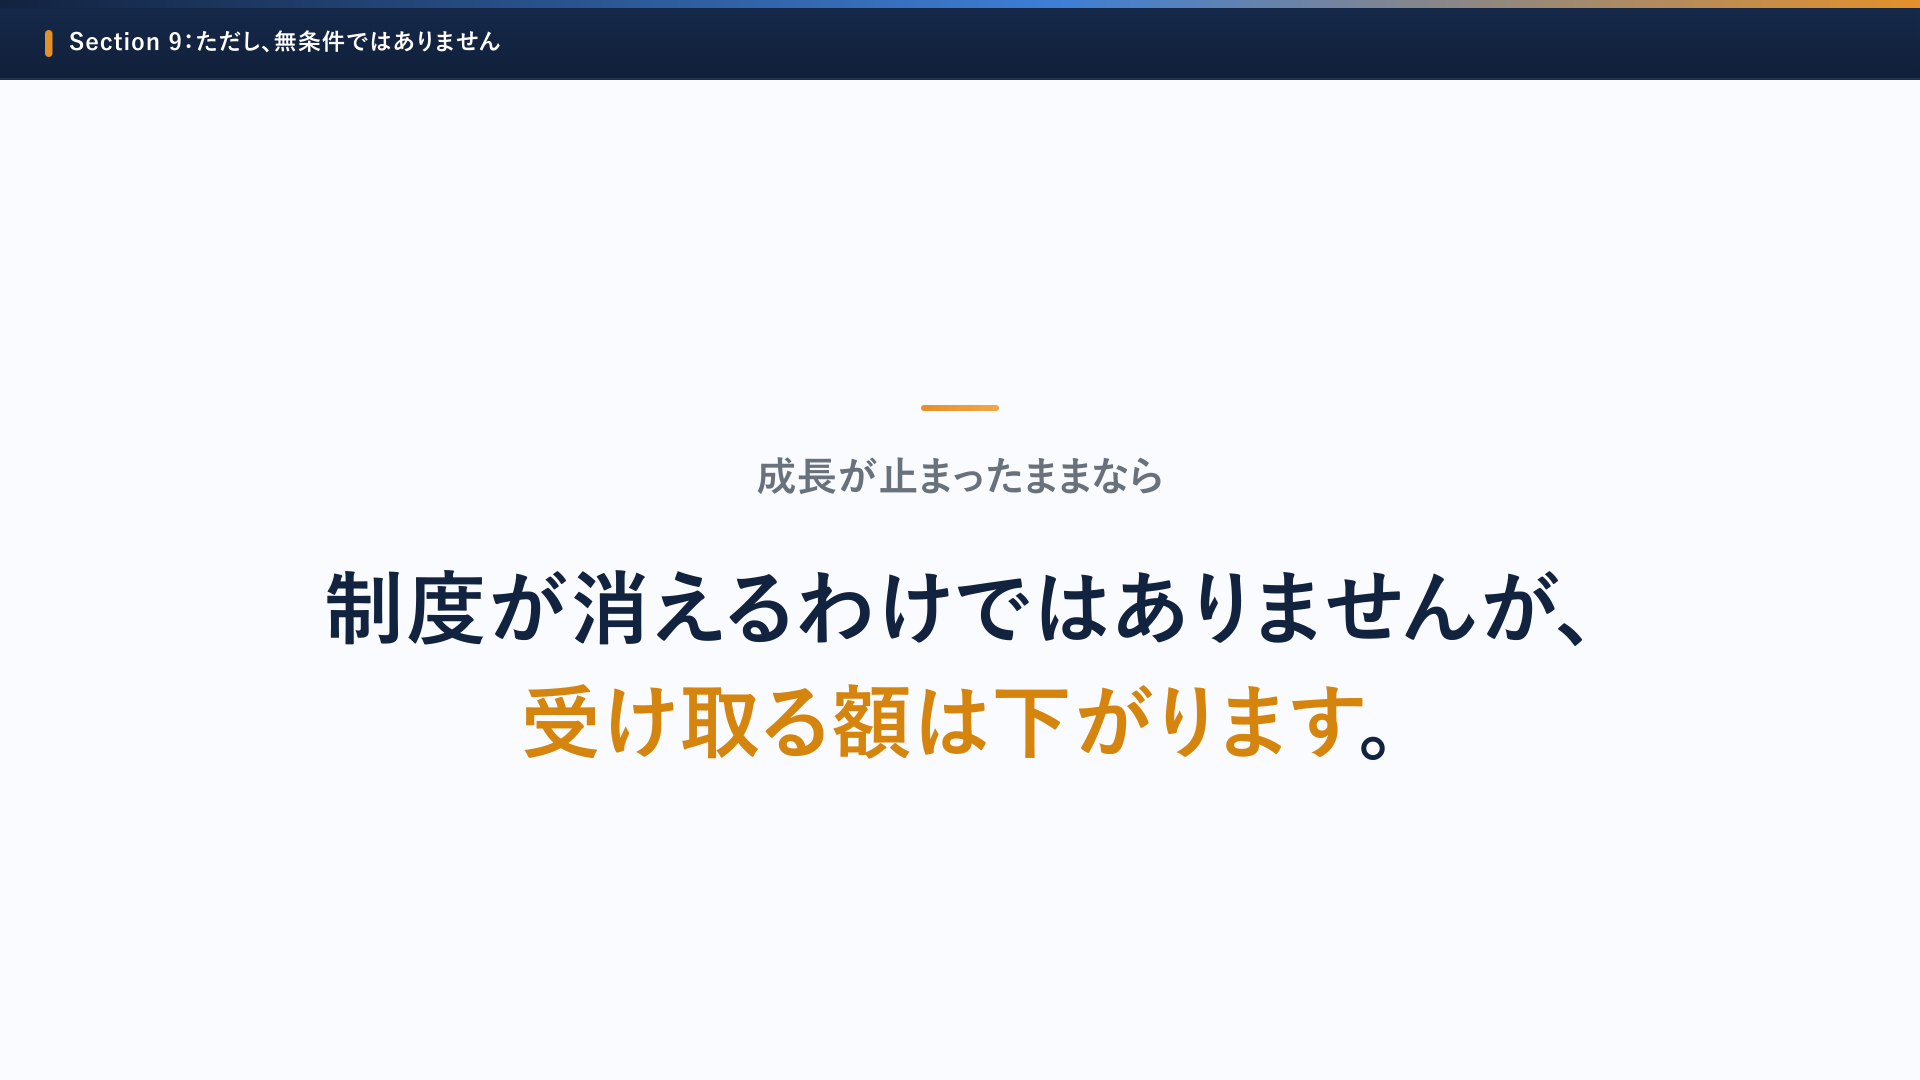 Section 9：ただし、無条件ではありません
成長が止まったままなら
制度が消えるわけではありませんが、
受け取る額は下がります。